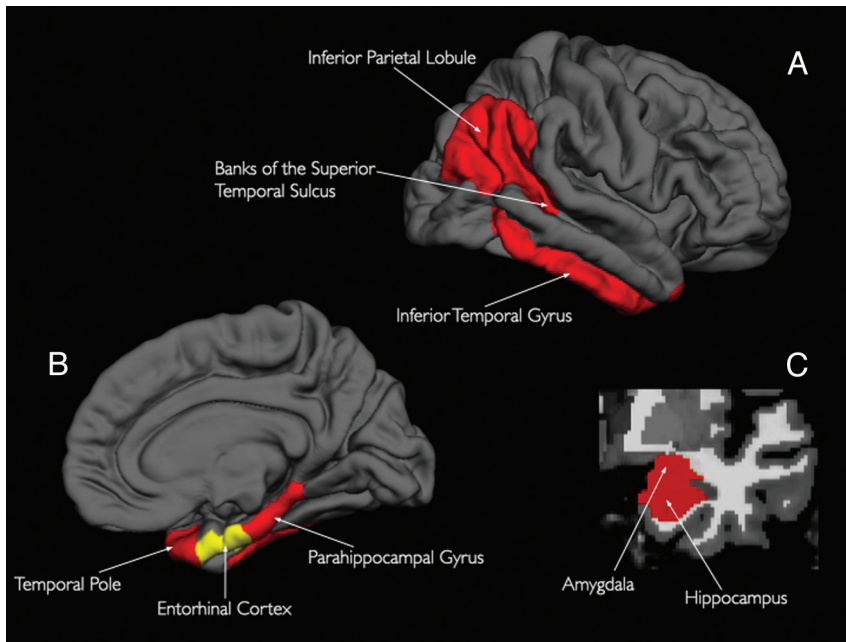 Inferior Parietal Lobule
A
Banks of the Superior
Temporal Sulcus
Inferior Temporal Gyrus
B
C
Parahippocampal Gyrus
Temporal Pole
Entorhinal Cortex
Amygdala
Hippocampus